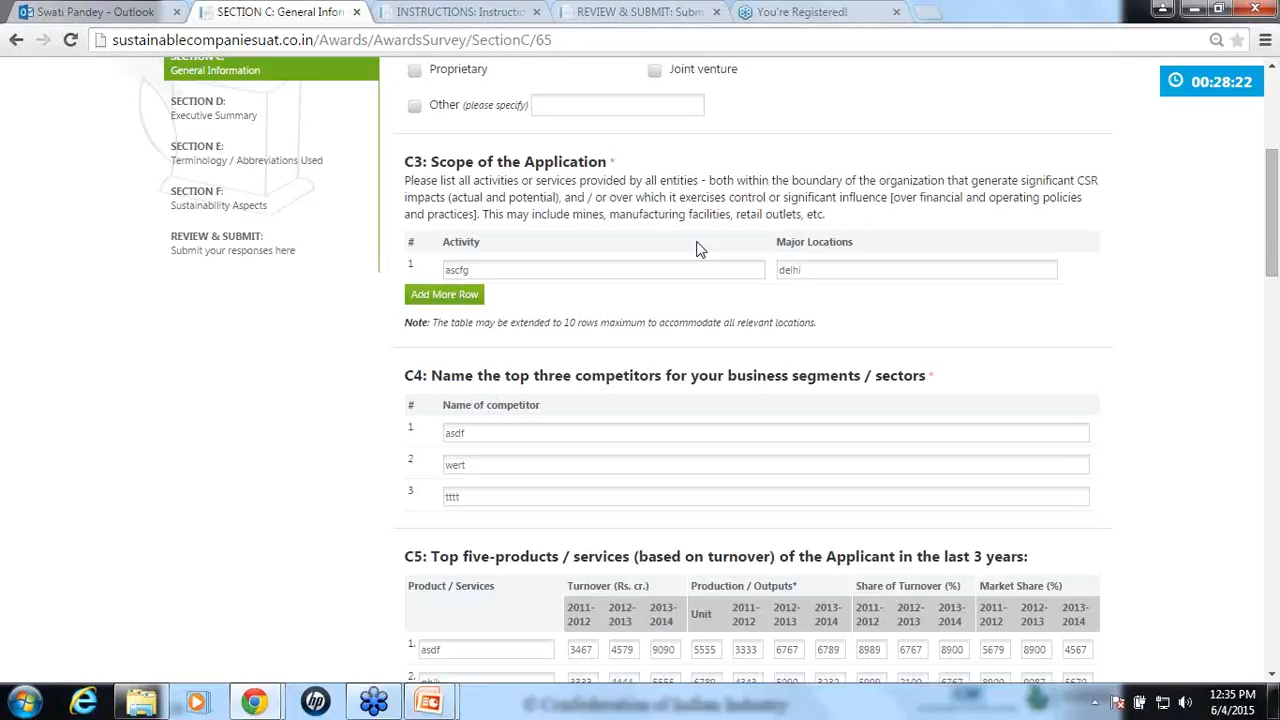 Swati Pandey - Outlook
SECTION C: General Infor
INSTRUCTIONS: Instructio
REVIEW & SUBMIT: Subm
You're Registered!
sustainablecompaniesuat.co.in/Awards/AwardsSurvey/SectionC/65
SECTION C:
General Information
SECTION D:
Executive Summary
SECTION E:
Terminology / Abbreviations Used
SECTION F:
Sustainability Aspects
REVIEW & SUBMIT:
Submit your responses here
00:28:22
Proprietary Joint venture
Other (please specify)
C3: Scope of the Application *
Please list all activities or services provided by all entities - both within the boundary of the organization that generate significant CSR
impacts (actual and potential), and / or over which it exercises control or significant influence [over financial and operating policies
and practices]. This may include mines, manufacturing facilities, retail outlets, etc.
# Activity Major Locations
1 ascfg delhi
Add More Row
Note: The table may be extended to 10 rows maximum to accommodate all relevant locations.
C4: Name the top three competitors for your business segments / sectors *
# Name of competitor
1 asdf
2 wert
3 tttt
C5: Top five-products / services (based on turnover) of the Applicant in the last 3 years:
Product / Services Turnover (Rs. cr.) Production / Outputs* Share of Turnover (%) Market Share (%)
2011-2012 2012-2013 2013-2014 Unit 2011-2012 2012-2013 2013-2014 2011-2012 2012-2013 2013-2014 2011-2012 2012-2013 2013-2014
1. asdf 3467 4579 9090 5555 3333 6767 6789 8989 6767 8900 5679 8900 4567
2.
12:35 PM
6/4/2015